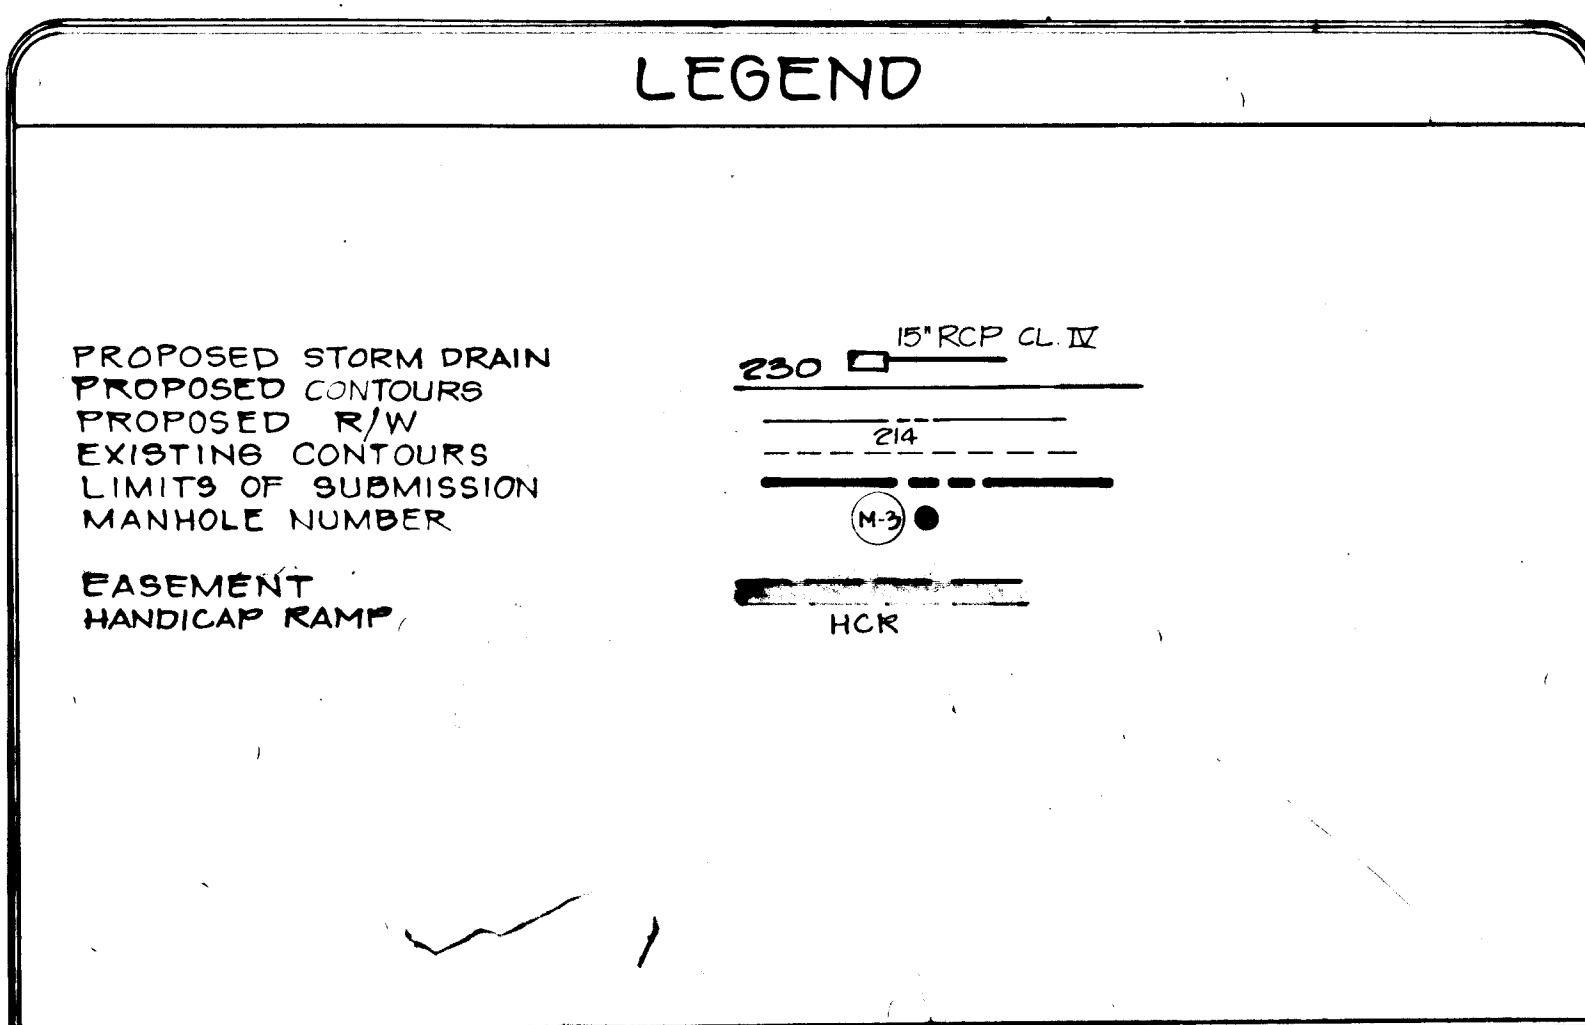 LEGEND
PROPOSED STORM DRAIN
15" RCP CL. IV
PROPOSED CONTOURS
230
PROPOSED R/W
EXISTING CONTOURS
214
LIMITS OF SUBMISSION
MANHOLE NUMBER
M-3
EASEMENT
HANDICAP RAMP
HCR